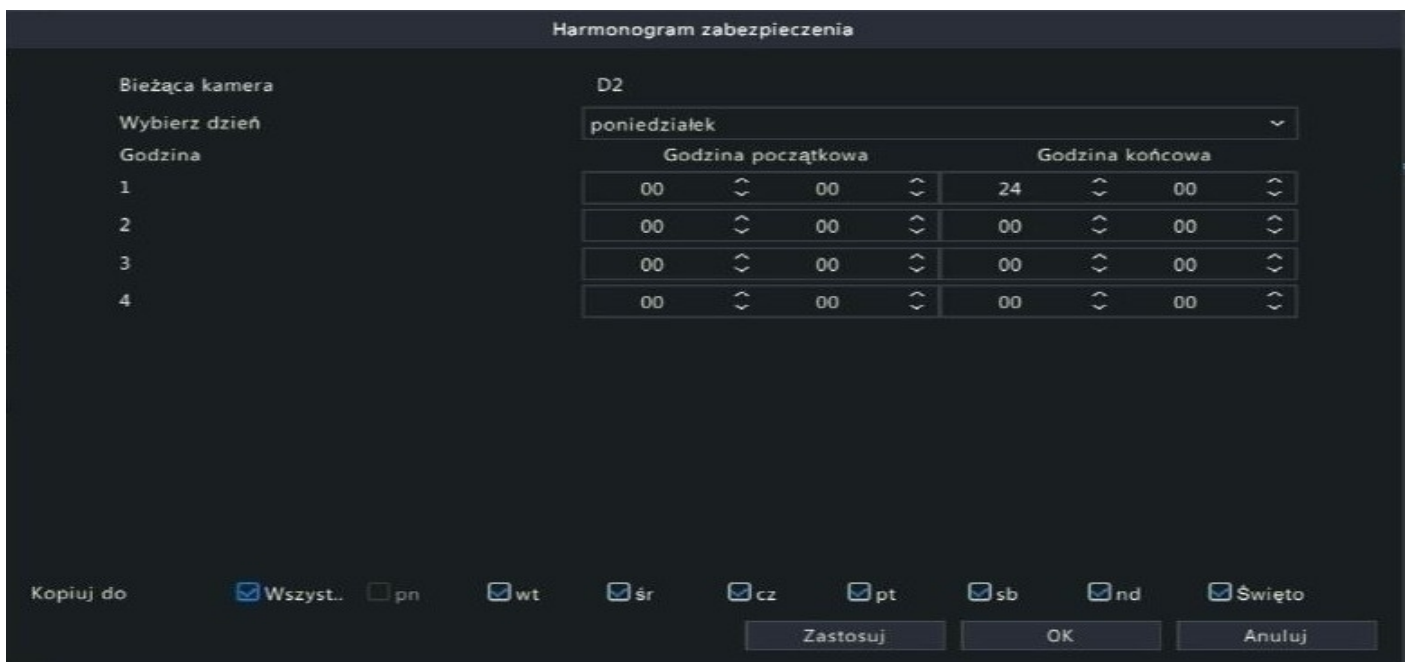 Harmonogram zabezpieczenia
Bieżąca kamera D2
Wybierz dzień poniedziałek
Godzina Godzina początkowa Godzina końcowa
1 00 00 24 00
2 00 00 00 00
3 00 00 00 00
4 00 00 00 00
Kopiuj do Wszyst.. pn wt śr cz pt sb nd Święto
Zastosuj OK Anuluj